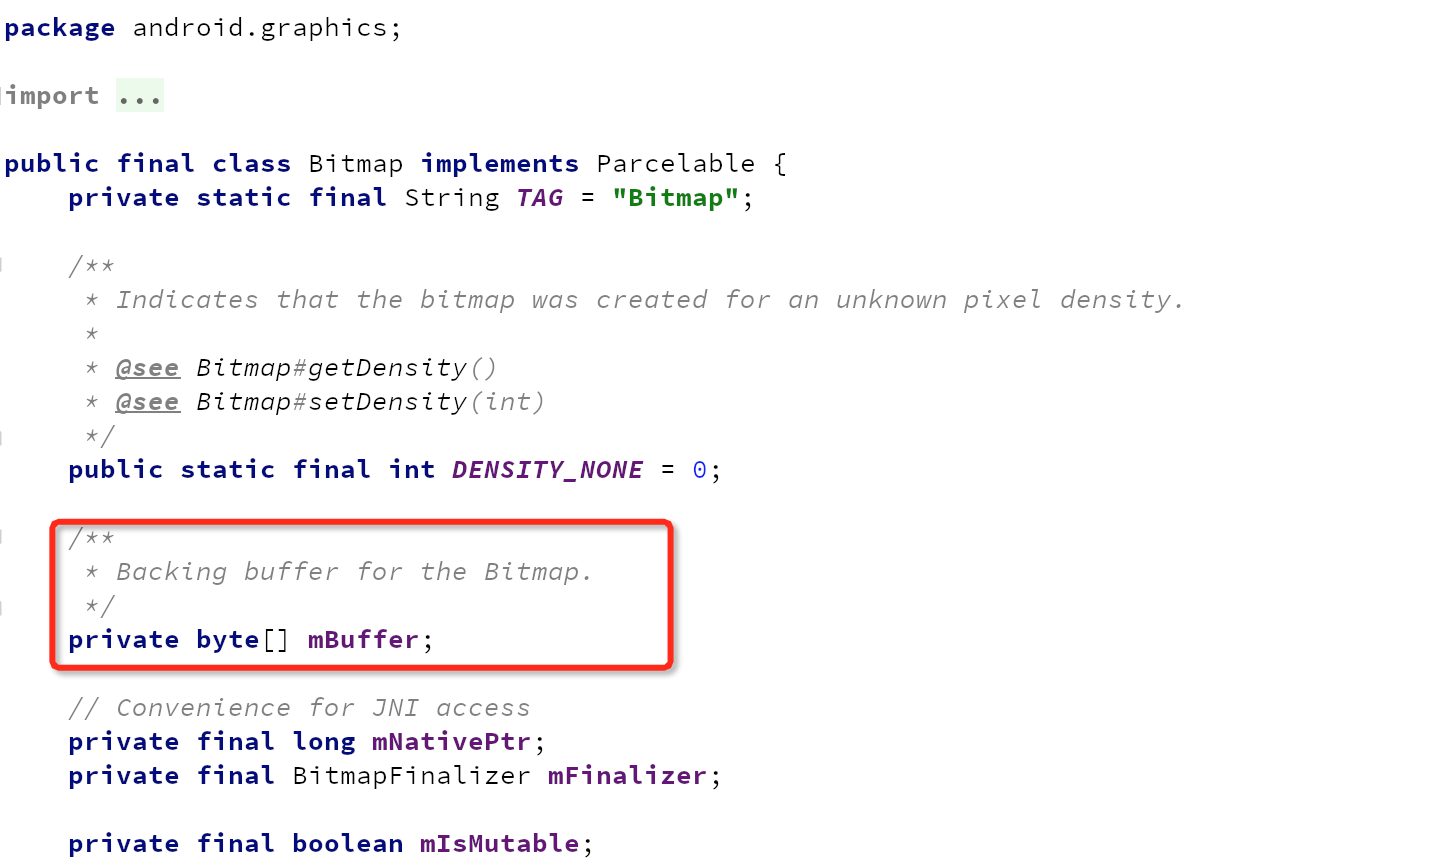 package android.graphics;
import ...
public final class Bitmap implements Parcelable {
    private static final String TAG = "Bitmap";
    /**
     * Indicates that the bitmap was created for an unknown pixel density.
     *
     * @see Bitmap#getDensity()
     * @see Bitmap#setDensity(int)
     */
    public static final int DENSITY_NONE = 0;
    /**
     * Backing buffer for the Bitmap.
     */
    private byte[] mBuffer;
    // Convenience for JNI access
    private final long mNativePtr;
    private final BitmapFinalizer mFinalizer;
    private final boolean mIsMutable;